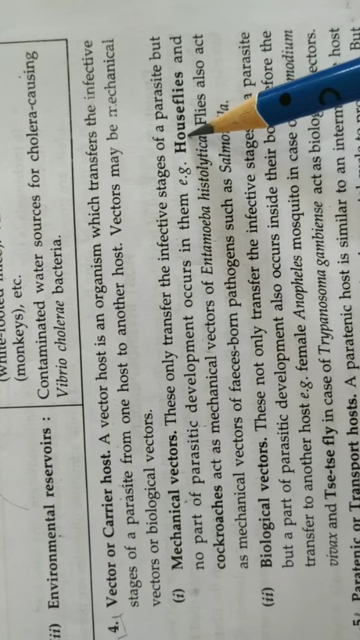 (monkeys), etc.
ii) Environmental reservoirs : Contaminated water sources for cholera-causing
Vibrio cholerae bacteria.
4. Vector or Carrier host. A vector host is an organism which transfers the infective
stages of a parasite from one host to another host. Vectors may be mechanical
vectors or biological vectors.
(i) Mechanical vectors. These only transfer the infective stages of a parasite but
no part of parasitic development occurs in them e.g. Houseflies and
cockroaches act as mechanical vectors of Entamoeba histolytica Flies also act
as mechanical vectors of faeces-born pathogens such as
(ii) Biological vectors. These not only transfer the infective stages parasite
but a part of parasitic development also occurs inside their the
transfer to another host e.g. female Anopheles mosquito in case
vivax and Tse-tse fly in case of Trypanosoma gambiense act as
5. Paratenic or Transport hosts. A paratenic host is similar to an host